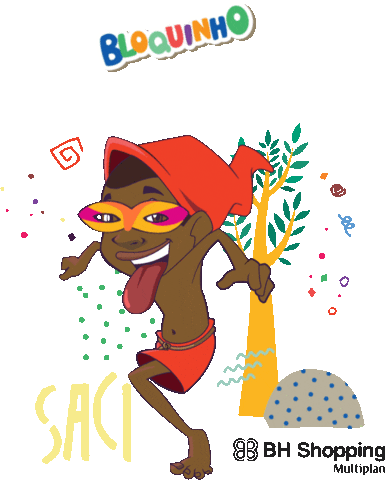 BLOQUINHO
SACI
BH Shopping
Multiplan